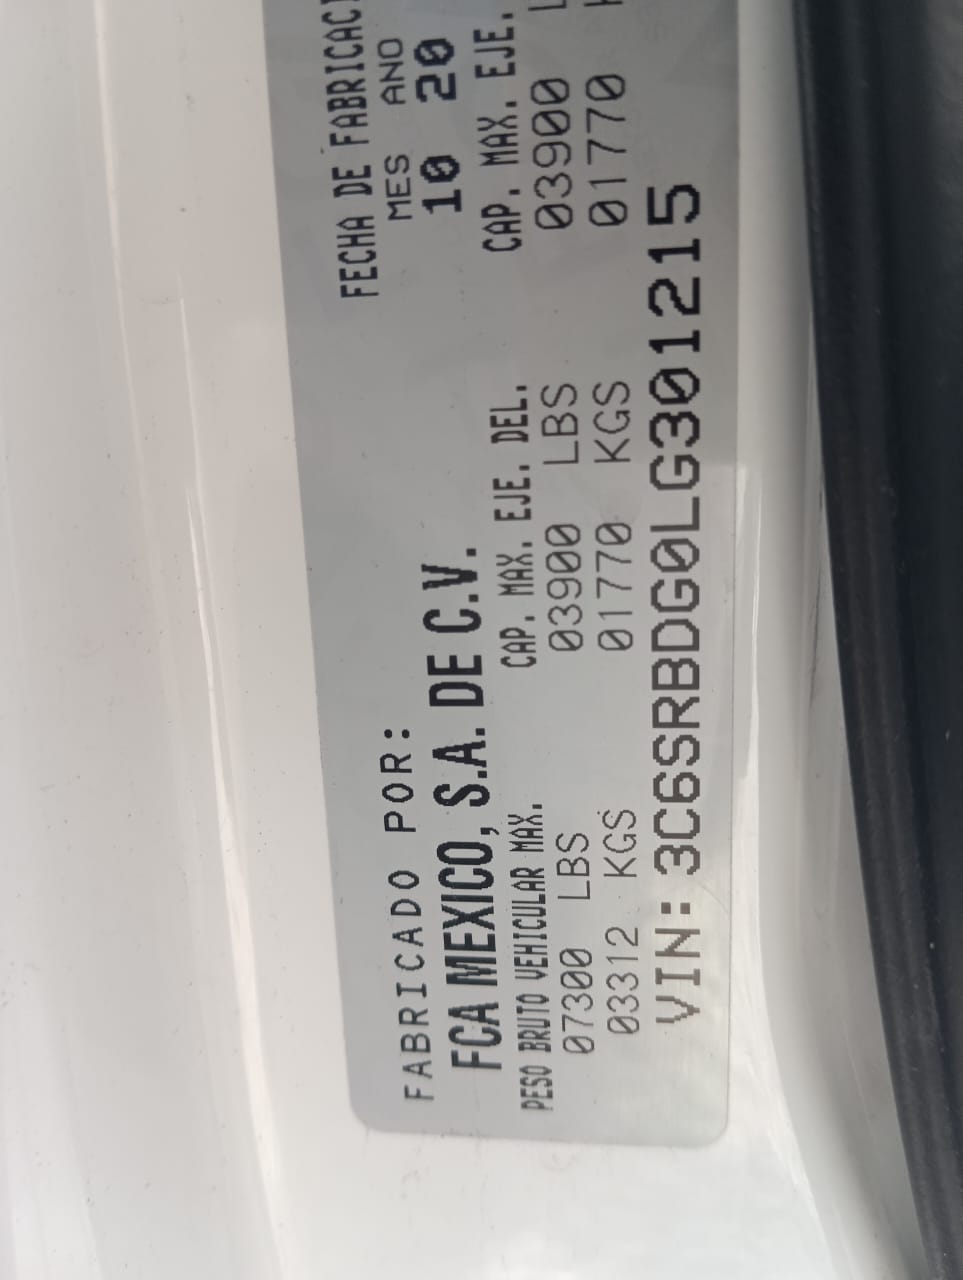 FABRICADO POR:
FCA MEXICO, S.A. DE C.V.
FECHA DE FABRICACI
MES ANO
10 20
PESO BRUTO VEHICULAR MAX.
07300 LBS
03312 KGS
CAP. MAX. EJE. DEL.
03900 LBS
01770 KGS
CAP. MAX. EJE.
03900 L
01770
VIN: 3C6SRBDG0LG301215